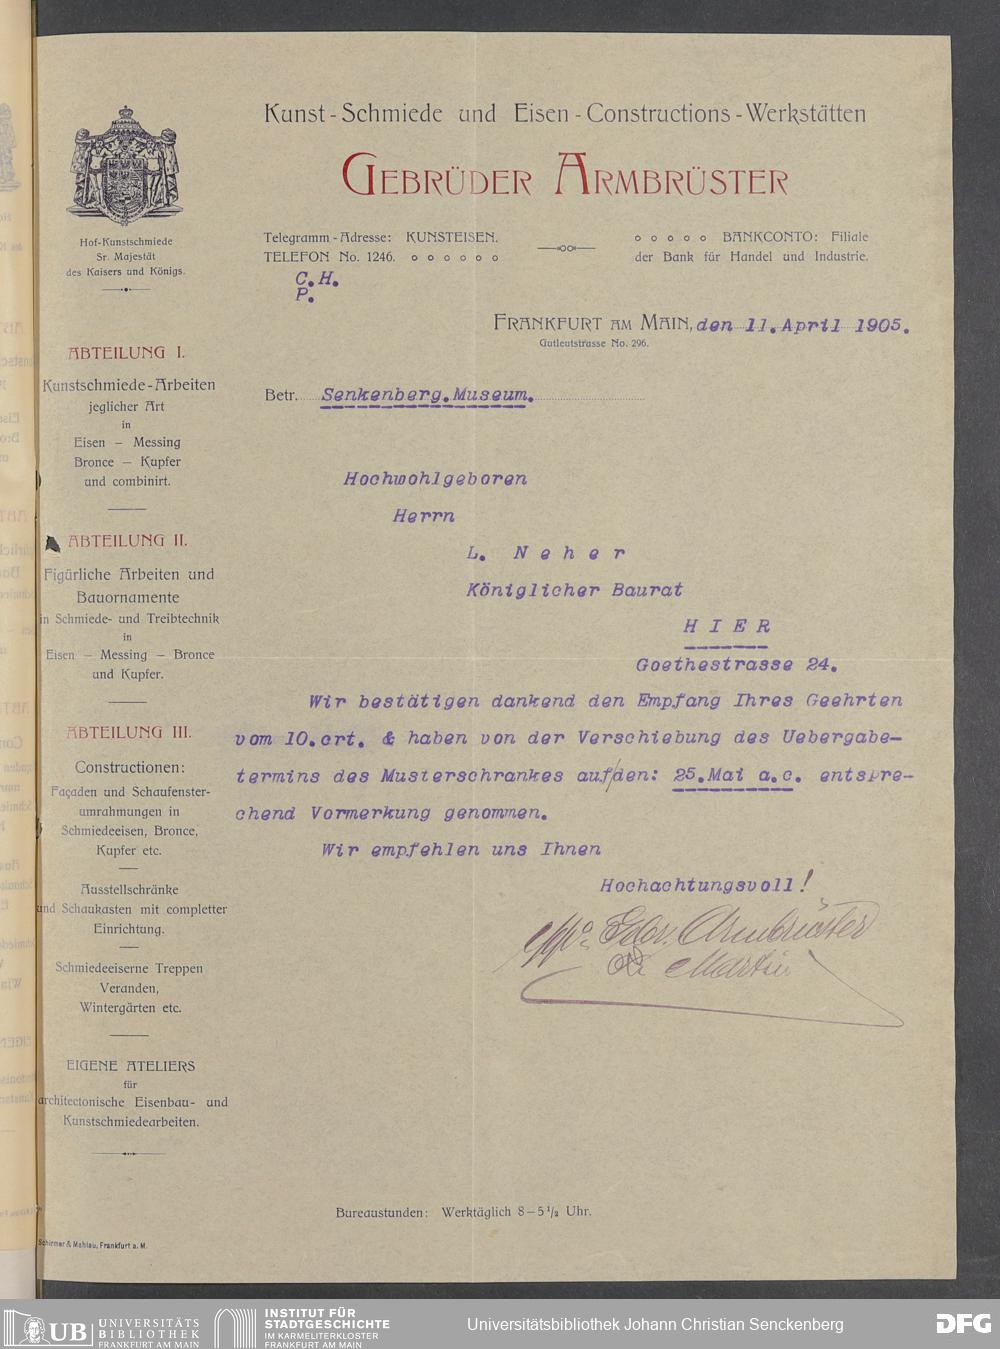 Kunst-Schmiede und Eisen-Constructions-Werkstätten
GEBRÜDER ARMBRÜSTER
Hof-Kunstschmiede
Sr. Majestät
des Kaisers und Königs.
Telegramm-Adresse: KUNSTEISEN.
TELEFON No. 1246.
BANKCONTO: Filiale
der Bank für Handel und Industrie.
C.H.
P.
FRANKFURT AM MAIN, den 11.April 1905.
Gutleutstrasse No. 296.
Betr. Senkenberg.Museum.
ABTEILUNG I.
Kunstschmiede-Arbeiten
jeglicher Art
in
Eisen – Messing
Bronce – Kupfer
und combinirt.
ABTEILUNG II.
Figürliche Arbeiten und
Bauornamente
in Schmiede- und Treibtechnik
in
Eisen – Messing – Bronce
und Kupfer.
ABTEILUNG III.
Constructionen:
Façaden und Schaufenster-
umrahmungen in
Schmiedeeisen, Bronce,
Kupfer etc.
Ausstellschränke
und Schaukasten mit completter
Einrichtung.
Schmiedeeiserne Treppen
Veranden,
Wintergärten etc.
EIGENE ATELIERS
für
architectonische Eisenbau- und
Kunstschmiedearbeiten.
Hochwohlgeboren
Herrn
L. Neher
Königlicher Baurat
HIER
Goethestrasse 24.
Wir bestätigen dankend den Empfang Ihres Geehrten
vom 10.crt. & haben von der Verschiebung des Uebergabe-
termins des Musterschrankes auf/den: 25.Mai a.c. entspre-
chend Vormerkung genommen.
Wir empfehlen uns Ihnen
Hochachtungsvoll!
ppa Gebr. Armbrüster
Martin
Bureaustunden: Werktäglich 8–5 1/2 Uhr.
Schirmer & Mahlau, Frankfurt a. M.
UB UNIVERSITÄTS
BIBLIOTHEK
FRANKFURT AM MAIN
INSTITUT FÜR
STADTGESCHICHTE
IM KARMELITERKLOSTER
FRANKFURT AM MAIN
Universitätsbibliothek Johann Christian Senckenberg
DFG